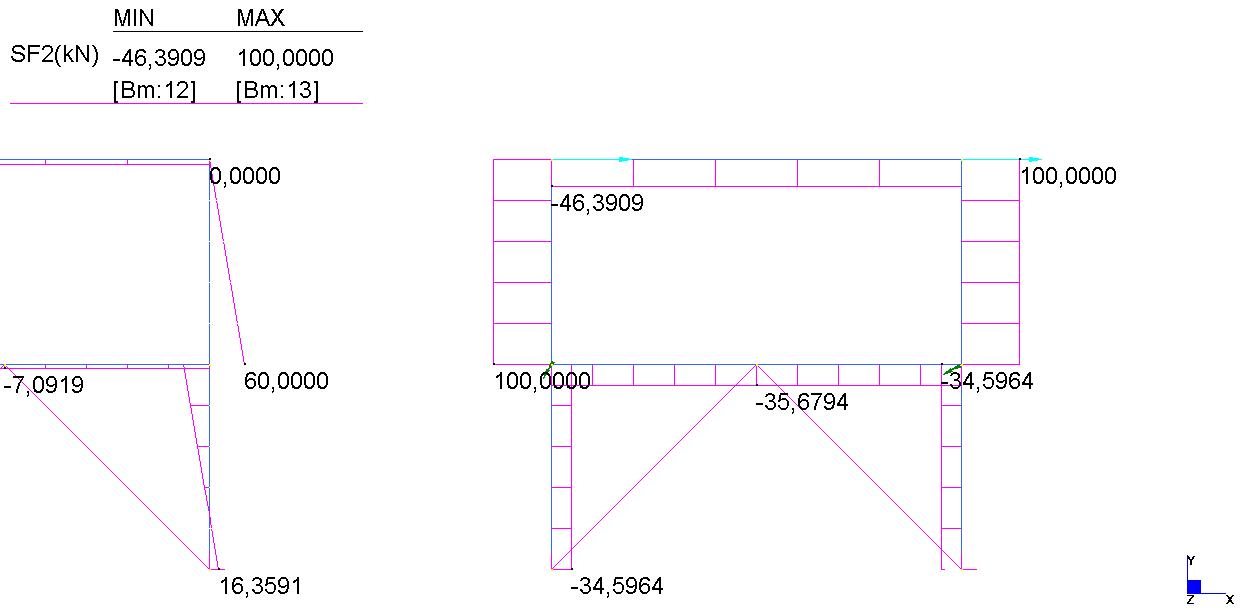 MIN MAX
SF2(kN) -46,3909 100,0000
[Bm:12] [Bm:13]
0,0000
100,0000
-46,3909
-7,0919
60,0000
100,0000
-34,5964
-35,6794
16,3591
-34,5964
Y
Z X